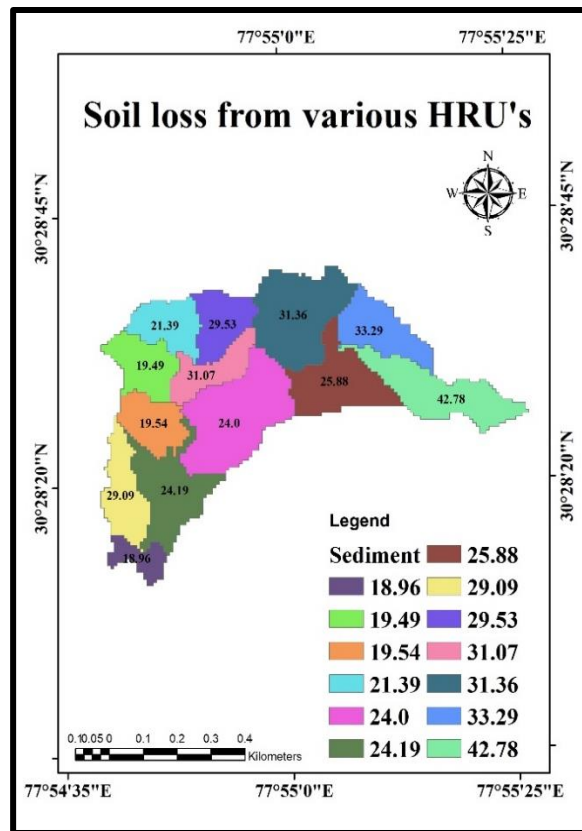 77°55'0"E 77°55'25"E
Soil loss from various HRU's
N
W E
S
30°28'45"N 30°28'45"N
31.36
21.39 29.53 33.29
19.49 31.07 25.88
42.78
19.54 24.0
30°28'20"N 30°28'20"N
29.09 24.19
18.96
Legend
Sediment 25.88
18.96 29.09
19.49 29.53
19.54 31.07
21.39 31.36
24.0 33.29
24.19 42.78
0.10.05 0 0.1 0.2 0.3 0.4
Kilometers
77°54'35"E 77°55'0"E 77°55'25"E